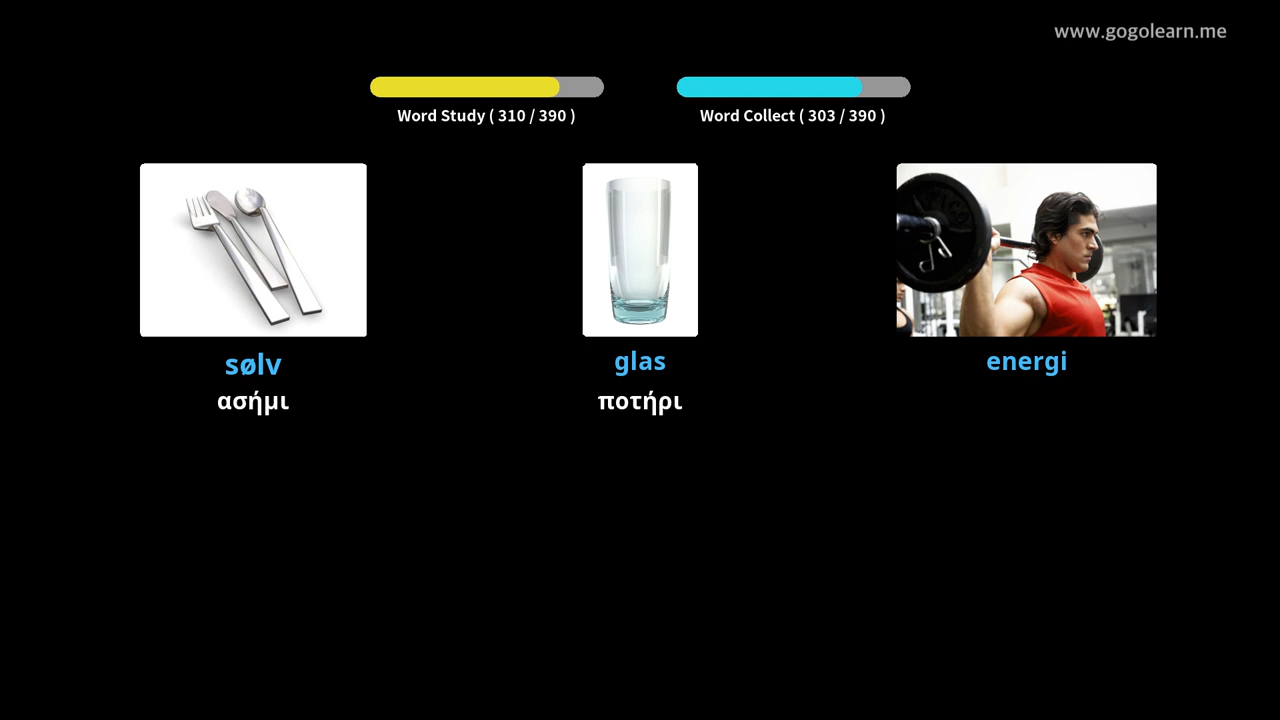 www.gogolearn.me
Word Study ( 310 / 390 )
Word Collect ( 303 / 390 )
sølv
glas
energi
ασήμι
ποτήρι